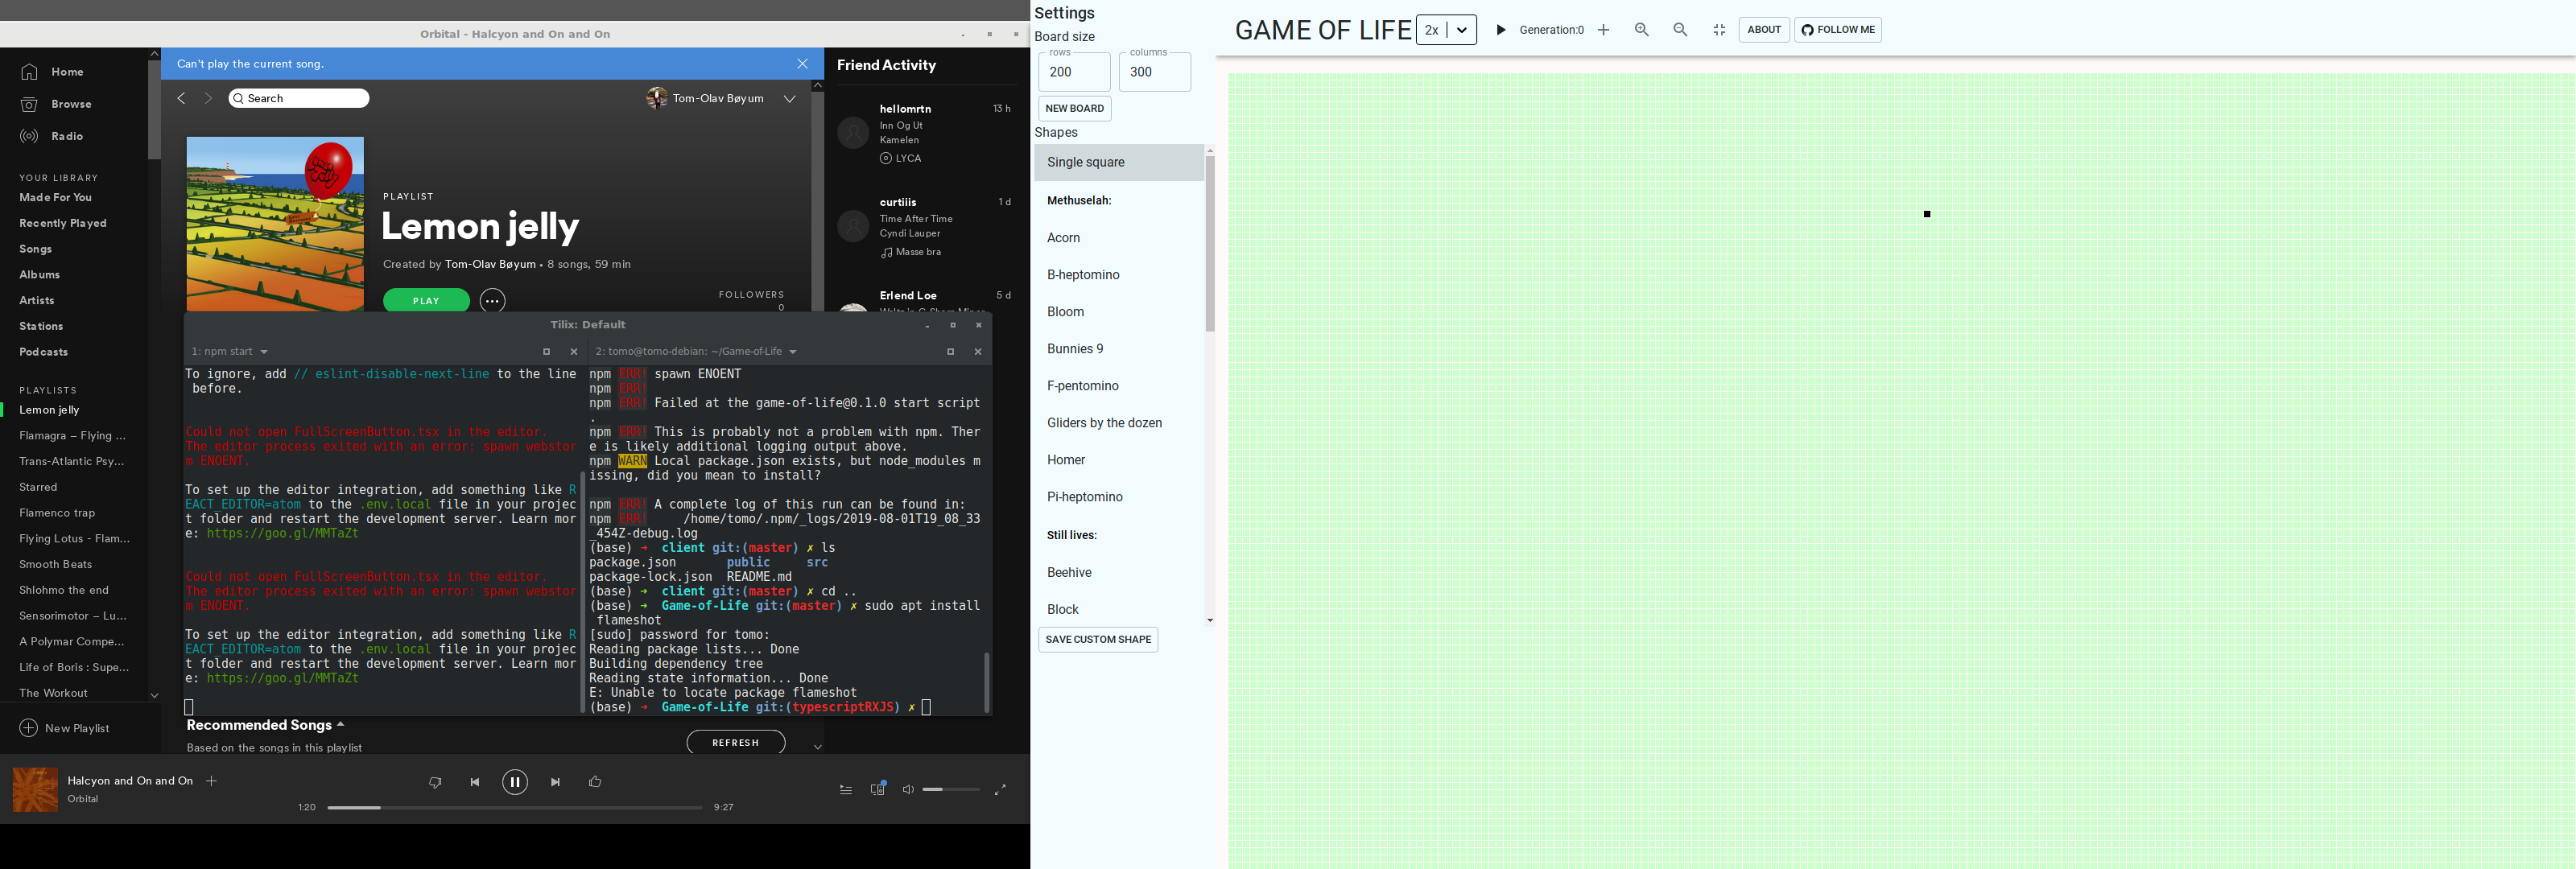 Orbital - Halcyon and On and On
Can't play the current song.
Home
Browse
Radio
YOUR LIBRARY
Made For You
Recently Played
Songs
Albums
Artists
Stations
Podcasts
PLAYLISTS
Lemon jelly
Flamagra – Flying ...
Trans-Atlantic Psy...
Starred
Flamenco trap
Flying Lotus - Flam...
Smooth Beats
Shlohmo the end
Sensorimotor – Lu...
A Polymar Compe...
Life of Boris : Supe...
The Workout
New Playlist
Search
Tom-Olav Bøyum
PLAYLIST
Lemon jelly
Created by Tom-Olav Bøyum • 8 songs, 59 min
PLAY
FOLLOWERS
0
Friend Activity
hellomrtn 13 h
Inn Og Ut
Kamelen
LYCA
curtiiis 1 d
Time After Time
Cyndi Lauper
Masse bra
Erlend Loe 5 d
Tilix: Default
1: npm start
To ignore, add // eslint-disable-next-line to the line
before.
Could not open FullScreenButton.tsx in the editor.
The editor process exited with an error: spawn webstor
m ENOENT.
To set up the editor integration, add something like R
EACT_EDITOR=atom to the .env.local file in your projec
t folder and restart the development server. Learn mor
e: https://goo.gl/MMTaZt
Could not open FullScreenButton.tsx in the editor.
The editor process exited with an error: spawn webstor
m ENOENT.
To set up the editor integration, add something like R
EACT_EDITOR=atom to the .env.local file in your projec
t folder and restart the development server. Learn mor
e: https://goo.gl/MMTaZt
2: tomo@tomo-debian: ~/Game-of-Life
npm ERR! spawn ENOENT
npm ERR!
npm ERR! Failed at the game-of-life@0.1.0 start script
.
npm ERR! This is probably not a problem with npm. Ther
e is likely additional logging output above.
npm WARN Local package.json exists, but node_modules m
issing, did you mean to install?
npm ERR! A complete log of this run can be found in:
npm ERR!     /home/tomo/.npm/_logs/2019-08-01T19_08_33
_454Z-debug.log
(base) ➜  client git:(master) ✗ ls
package.json       public     src
package-lock.json  README.md
(base) ➜  client git:(master) ✗ cd ..
(base) ➜  Game-of-Life git:(master) ✗ sudo apt install
flameshot
[sudo] password for tomo:
Reading package lists... Done
Building dependency tree
Reading state information... Done
E: Unable to locate package flameshot
(base) ➜  Game-of-Life git:(typescriptRXJS) ✗
Recommended Songs
Based on the songs in this playlist
REFRESH
Halcyon and On and On
Orbital
1:20
9:27
Settings
Board size
rows
200
columns
300
NEW BOARD
Shapes
Single square
Methuselah:
Acorn
B-heptomino
Bloom
Bunnies 9
F-pentomino
Gliders by the dozen
Homer
Pi-heptomino
Still lives:
Beehive
Block
SAVE CUSTOM SHAPE
GAME OF LIFE
2x
Generation:0
ABOUT
FOLLOW ME